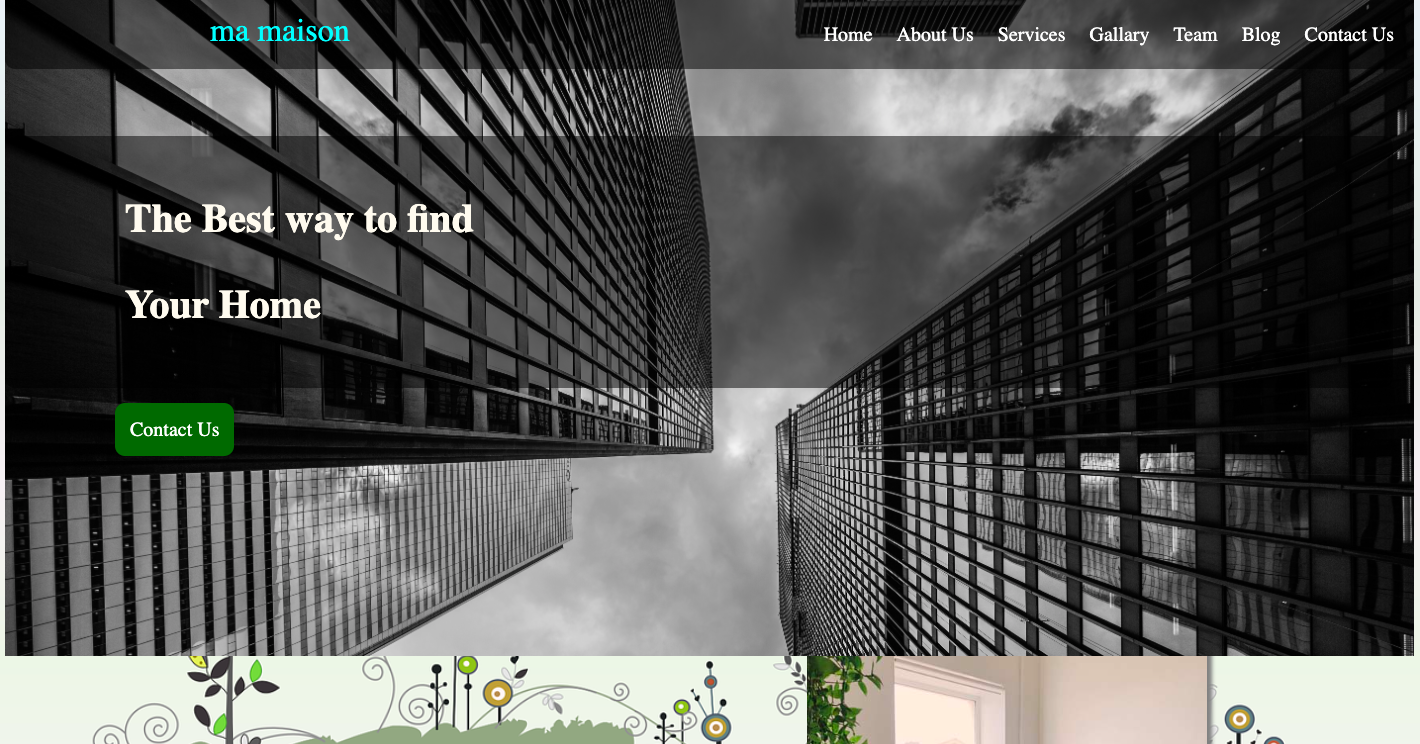 ma maison
Home About Us Services Gallary Team Blog Contact Us
The Best way to find
Your Home
Contact Us